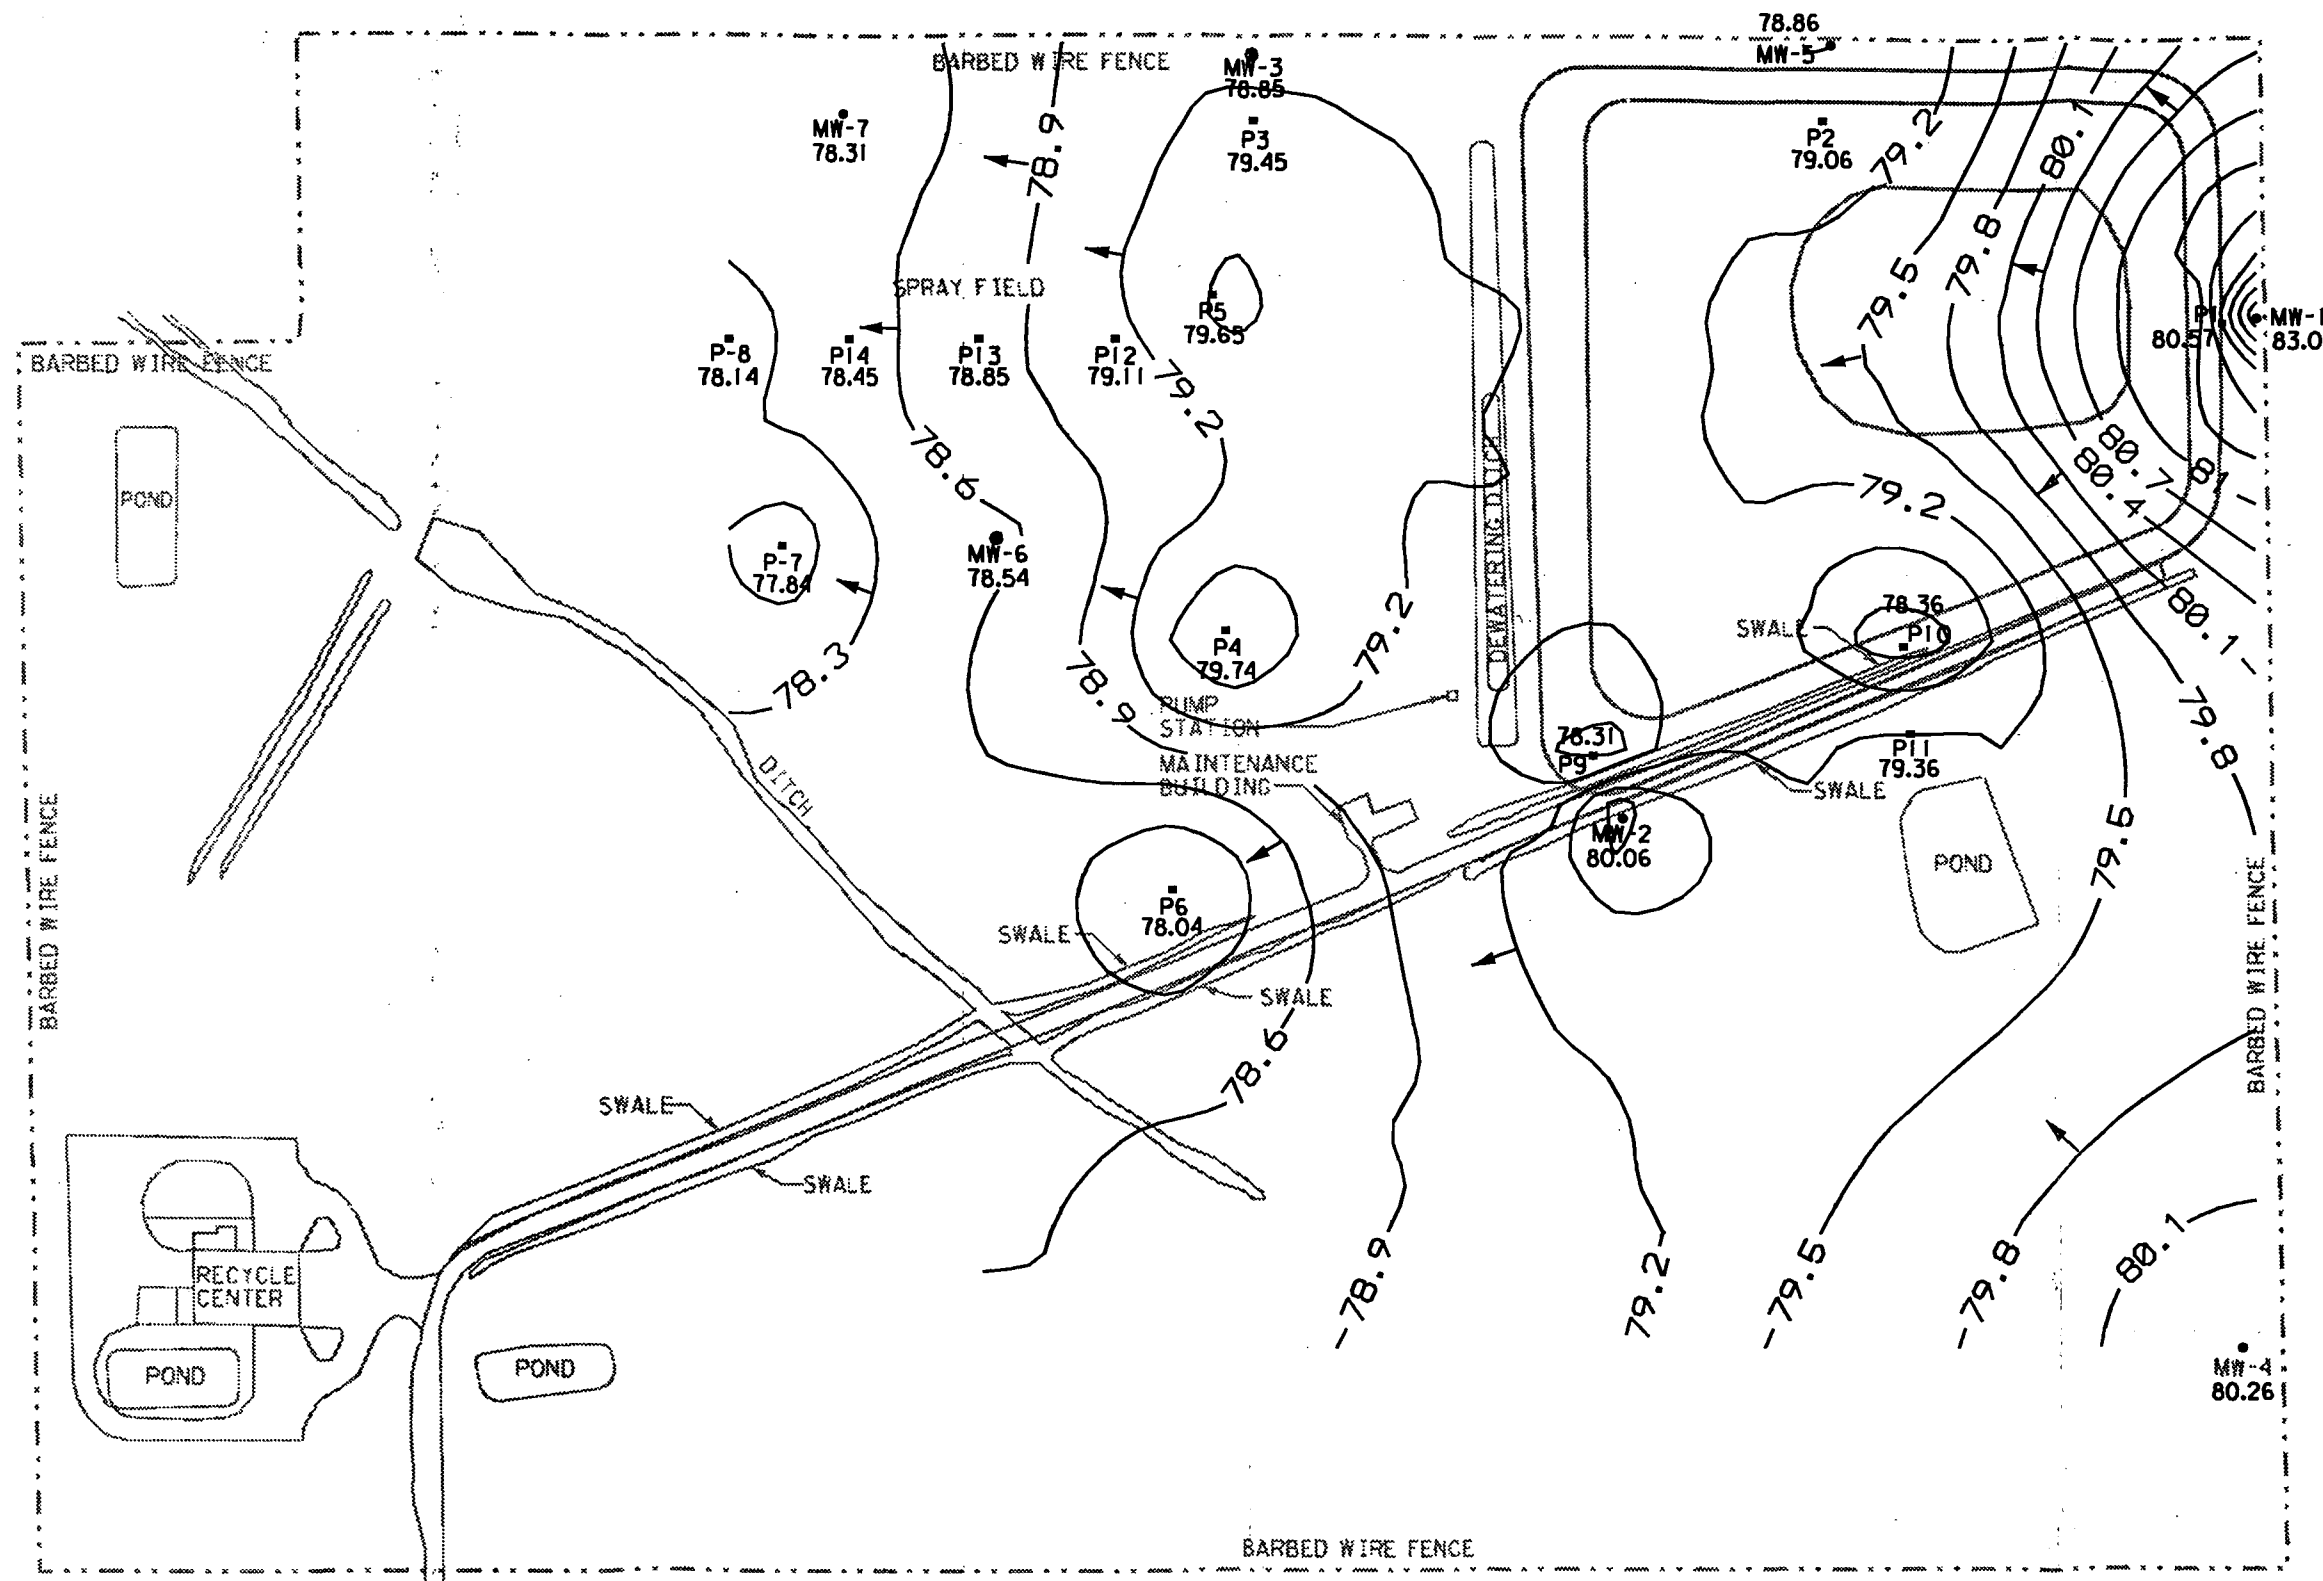 78.86
MW-5
BARBED WIRE FENCE
MW-3
78.85
MW-7
78.31
78.9
P3
79.45
79.2
80.1
P2
79.06
79.8
79.5
SPRAY FIELD
P5
79.65
P1
80.57
MW-1
83.0
BARBED WIRE FENCE
P-8
78.14
P14
78.45
P13
78.85
P12
79.11
79.2
78.6
POND
DEWATERING DITCH
79.2
80.7
80.4
81
MW-6
78.54
P-7
77.84
78.3
78.9
P4
79.74
79.2
SWALE
78.36
P10
80.1
79.8
PUMP
STATION
MAINTENANCE
BUILDING
78.31
P9
P11
79.36
SWALE
DITCH
MW-2
80.06
79.5
POND
BARBED WIRE FENCE
BARBED WIRE FENCE
P6
78.04
SWALE
SWALE
78.6
SWALE
SWALE
78.9
79.2
79.5
79.8
80.1
RECYCLE
CENTER
POND
POND
MW-4
80.26
BARBED WIRE FENCE